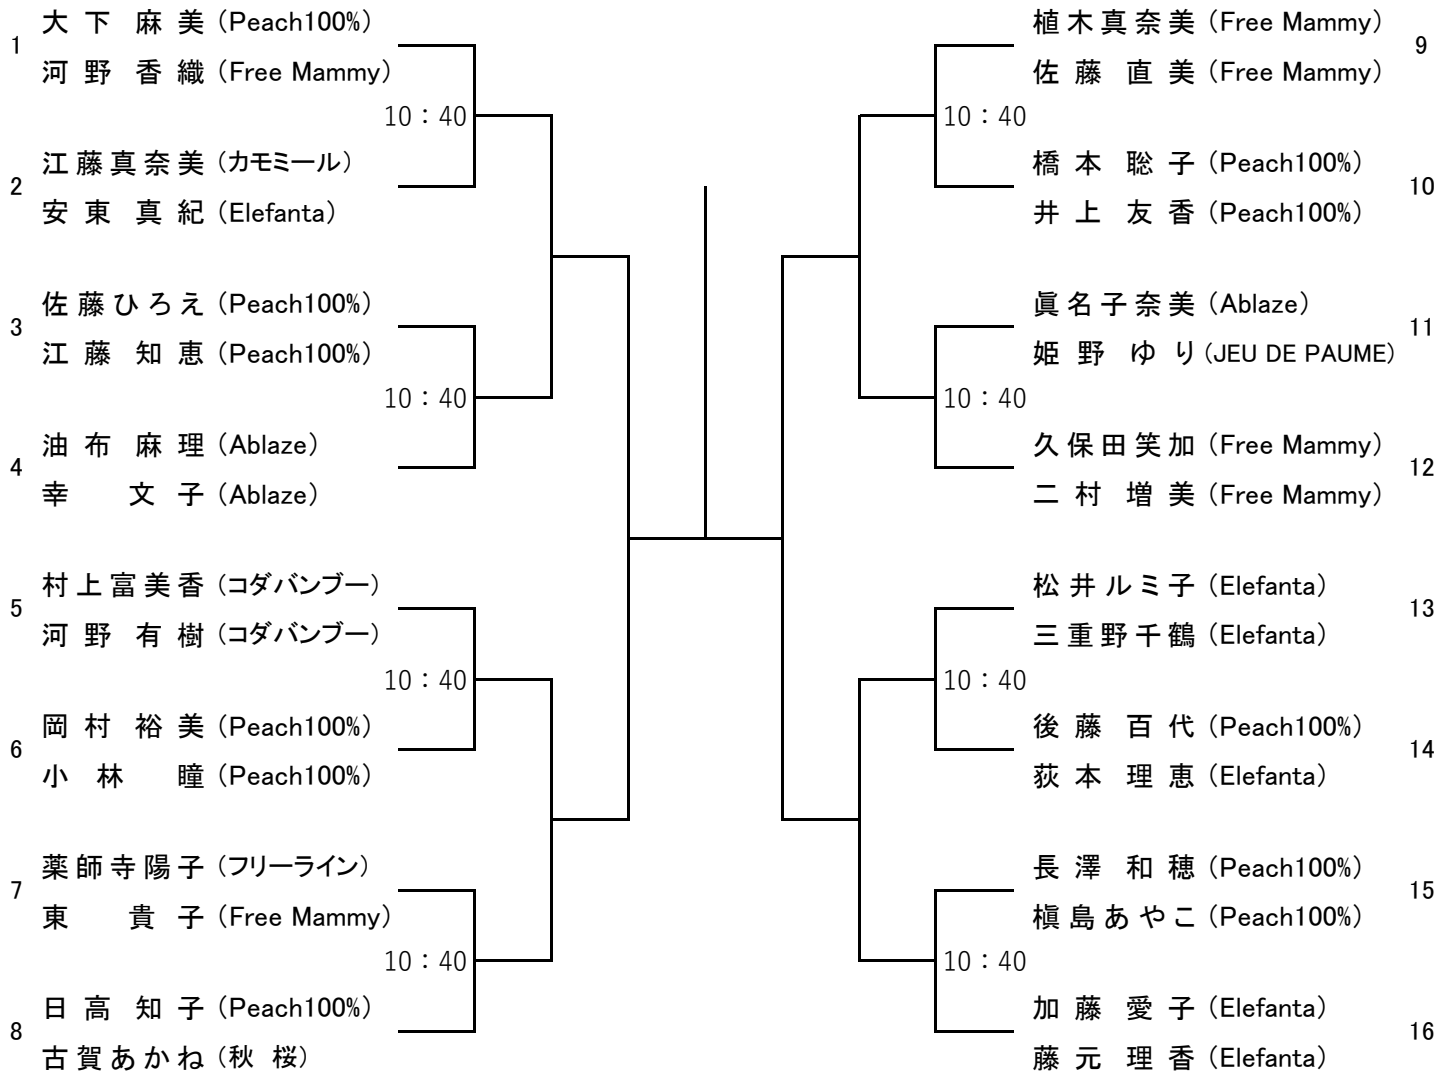 1
大下 麻美 (Peach100%)
河野 香織 (Free Mammy)
10：40
2
江藤真奈美 (カモミール)
安東 真紀 (Elefanta)
3
佐藤ひろえ (Peach100%)
江藤 知恵 (Peach100%)
10：40
4
油布 麻理 (Ablaze)
幸 文子 (Ablaze)
5
村上富美香 (コダバンブー)
河野 有樹 (コダバンブー)
10：40
6
岡村 裕美 (Peach100%)
小林 瞳 (Peach100%)
7
薬師寺陽子 (フリーライン)
東 貴子 (Free Mammy)
10：40
8
日高 知子 (Peach100%)
古賀あかね (秋 桜)
植木真奈美 (Free Mammy)
9
佐藤 直美 (Free Mammy)
10：40
橋本 聡子 (Peach100%)
10
井上 友香 (Peach100%)
眞名子奈美 (Ablaze)
11
姫野 ゆり (JEU DE PAUME)
10：40
久保田笑加 (Free Mammy)
12
二村 増美 (Free Mammy)
松井ルミ子 (Elefanta)
13
三重野千鶴 (Elefanta)
10：40
後藤 百代 (Peach100%)
14
荻本 理恵 (Elefanta)
長澤 和穂 (Peach100%)
15
槇島あやこ (Peach100%)
10：40
加藤 愛子 (Elefanta)
16
藤元 理香 (Elefanta)